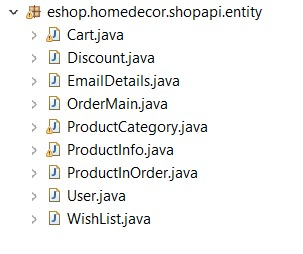 eshop.homedecor.shopapi.entity
Cart.java
Discount.java
EmailDetails.java
OrderMain.java
ProductCategory.java
ProductInfo.java
ProductInOrder.java
User.java
WishList.java